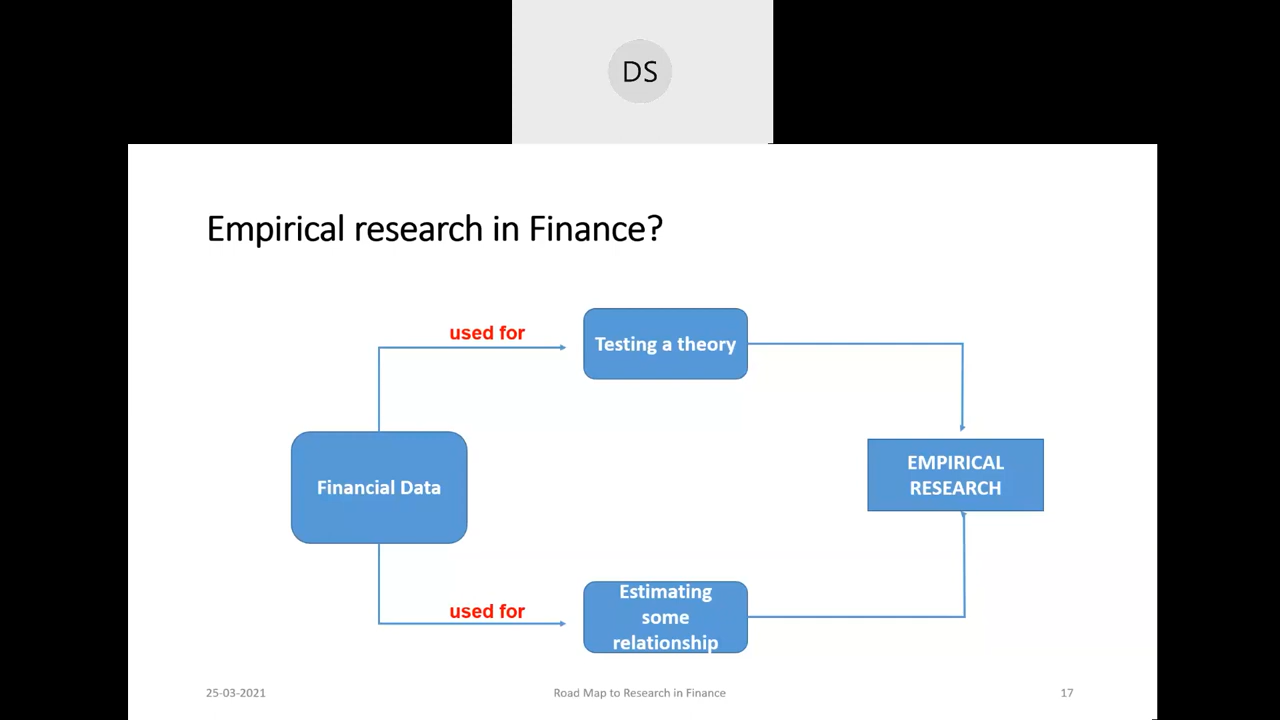 DS
Empirical research in Finance?
used for
Testing a theory
Financial Data
EMPIRICAL
RESEARCH
used for
Estimating
some
relationship
25-03-2021
Road Map to Research in Finance
17